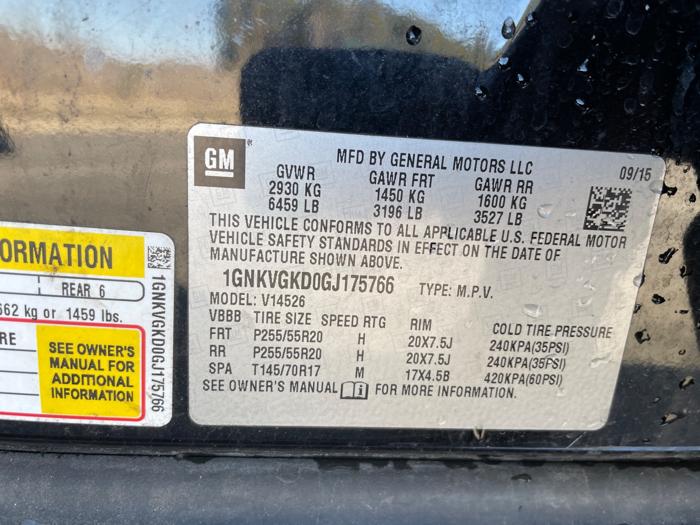 GM
MFD BY GENERAL MOTORS LLC
09/15
GVWR GAWR FRT GAWR RR
2930 KG 1450 KG 1600 KG
6459 LB 3196 LB 3527 LB
THIS VEHICLE CONFORMS TO ALL APPLICABLE U.S. FEDERAL MOTOR
VEHICLE SAFETY STANDARDS IN EFFECT ON THE DATE OF
MANUFACTURE SHOWN ABOVE.
1GNKVGKD0GJ175766 TYPE: M.P.V.
MODEL: V14526
VBBB TIRE SIZE SPEED RTG RIM COLD TIRE PRESSURE
FRT P255/55R20 H 20X7.5J 240KPA(35PSI)
RR P255/55R20 H 20X7.5J 240KPA(35PSI)
SPA T145/70R17 M 17X4.5B 420KPA(60PSI)
SEE OWNER'S MANUAL FOR MORE INFORMATION.
ORMATION
REAR 6
662 kg or 1459 lbs.
RE
SEE OWNER'S
MANUAL FOR
ADDITIONAL
INFORMATION
1GNKVGKD0GJ175766